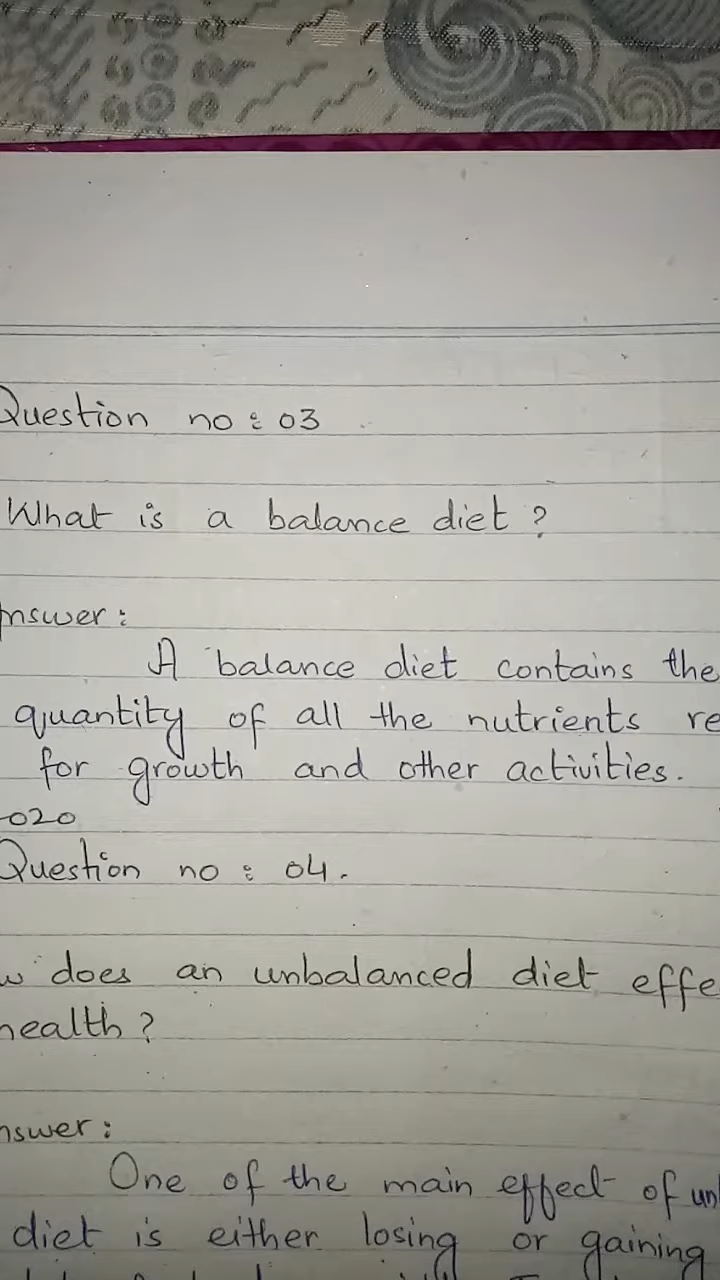 Question no : 03
What is a balance diet ?
nswer :
A balance diet contains the
quantity of all the nutrients re
for growth and other activities.
020
Question no : 04.
w does an unbalanced diet effe
health ?
nswer :
One of the main effect of un
diet is either losing or gaining